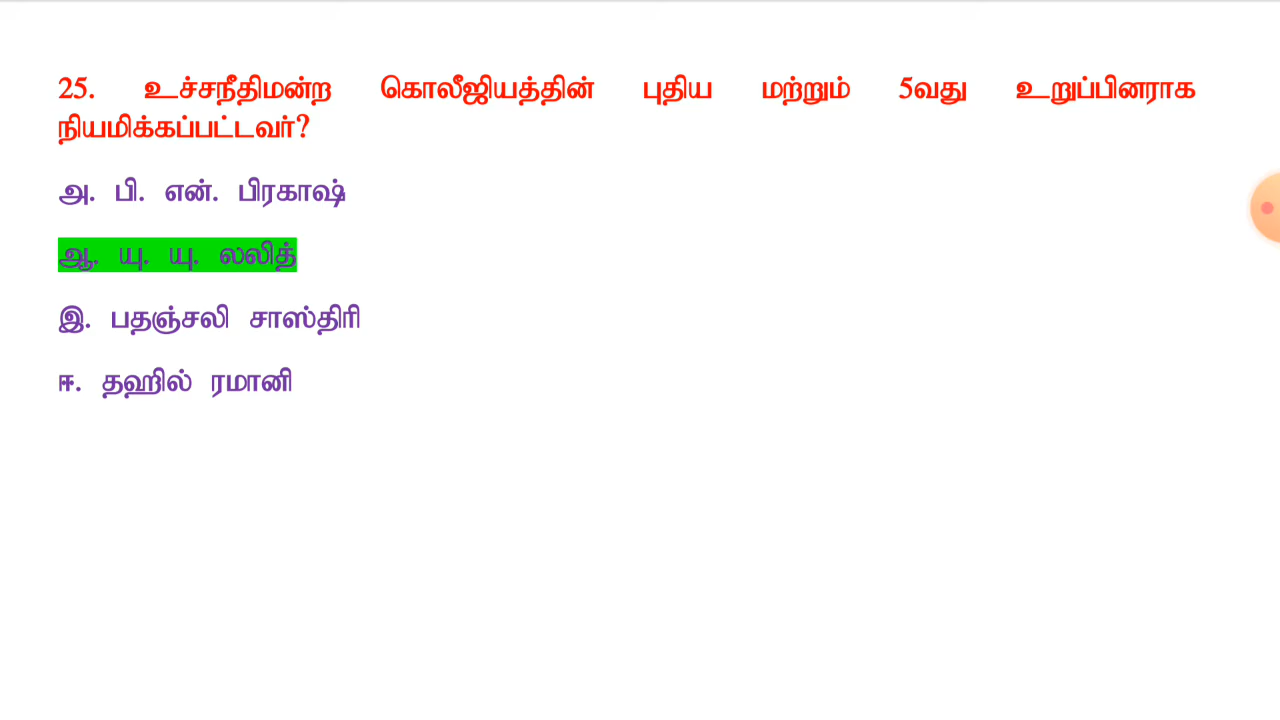 25. உச்சநீதிமன்ற கொலீஜியத்தின் புதிய மற்றும் 5வது உறுப்பினராக
நியமிக்கப்பட்டவர்?
அ. பி. என். பிரகாஷ்
ஆ. யு. யு. லலித்
இ. பதஞ்சலி சாஸ்திரி
ஈ. தஹில் ரமானி